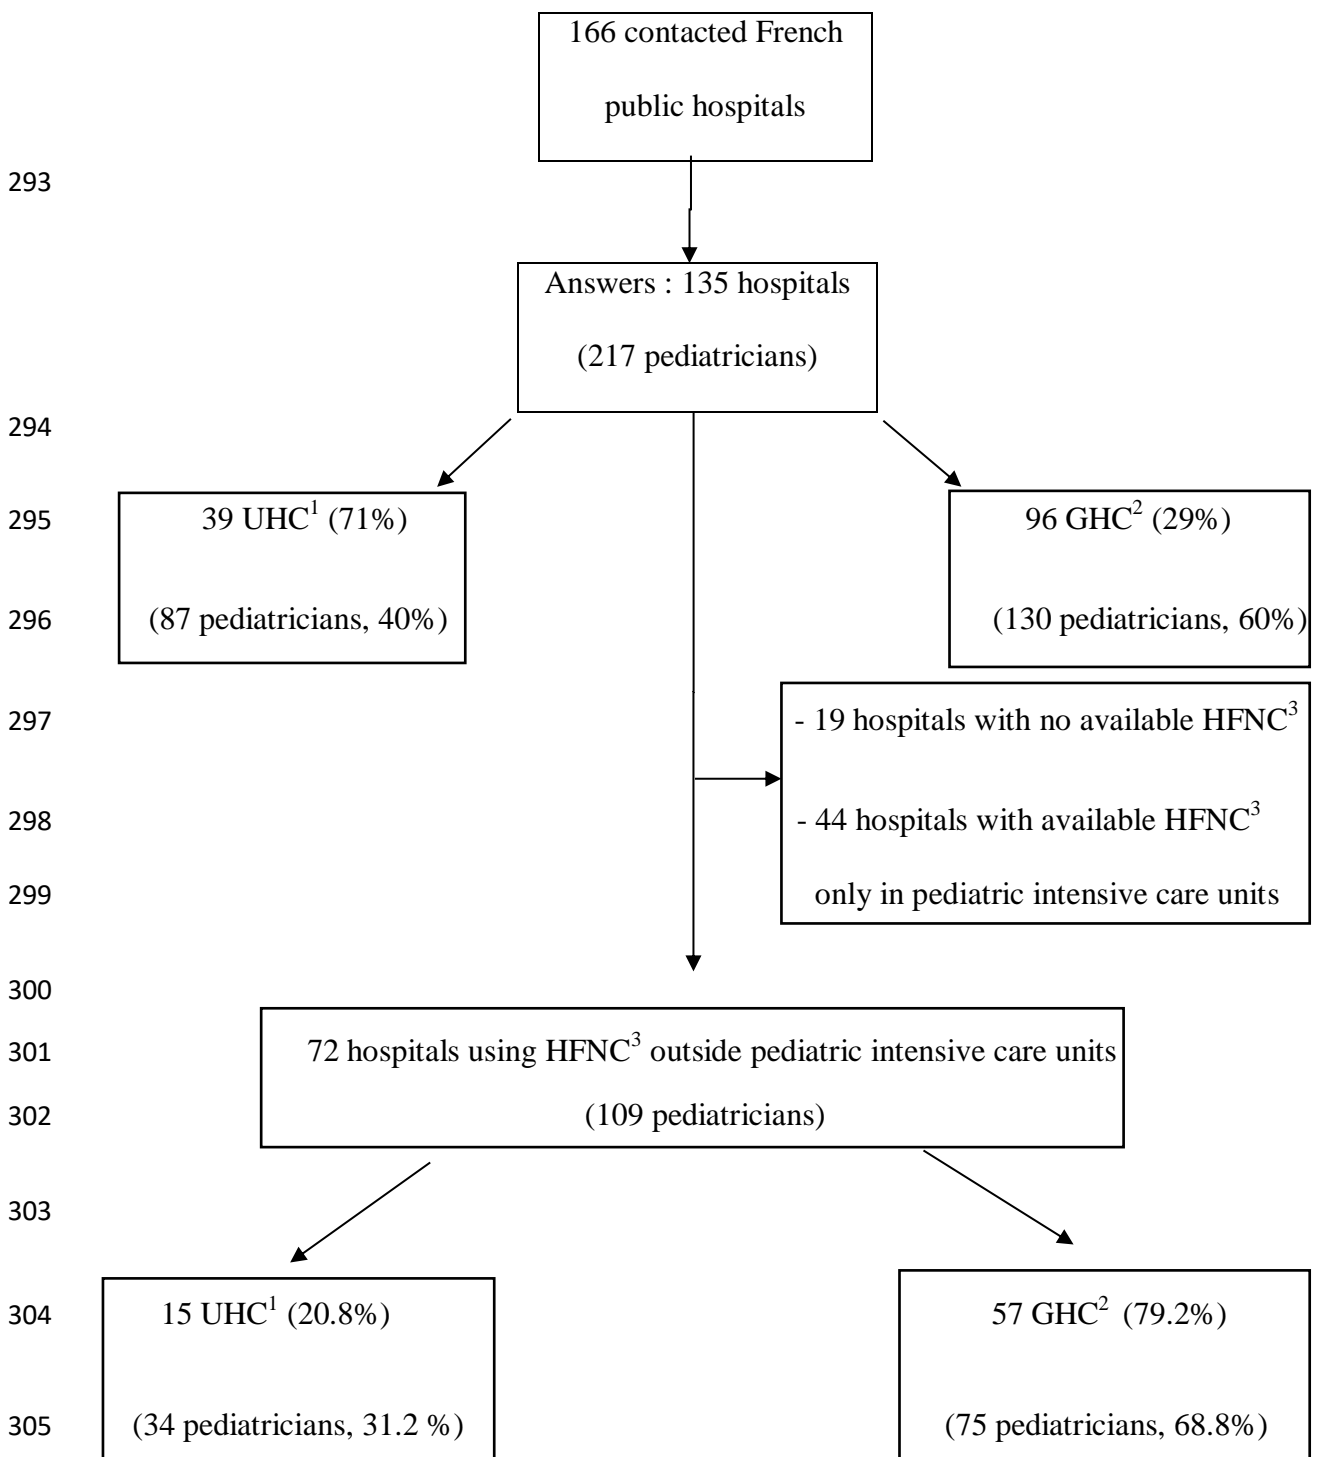 166 contacted French
public hospitals
293
Answers : 135 hospitals
(217 pediatricians)
294
295 39 UHC¹ (71%) 96 GHC² (29%)
296 (87 pediatricians, 40%) (130 pediatricians, 60%)
297 - 19 hospitals with no available HFNC³
298 - 44 hospitals with available HFNC³
299 only in pediatric intensive care units
300
301 72 hospitals using HFNC³ outside pediatric intensive care units
302 (109 pediatricians)
303
304 15 UHC¹ (20.8%) 57 GHC² (79.2%)
305 (34 pediatricians, 31.2 %) (75 pediatricians, 68.8%)